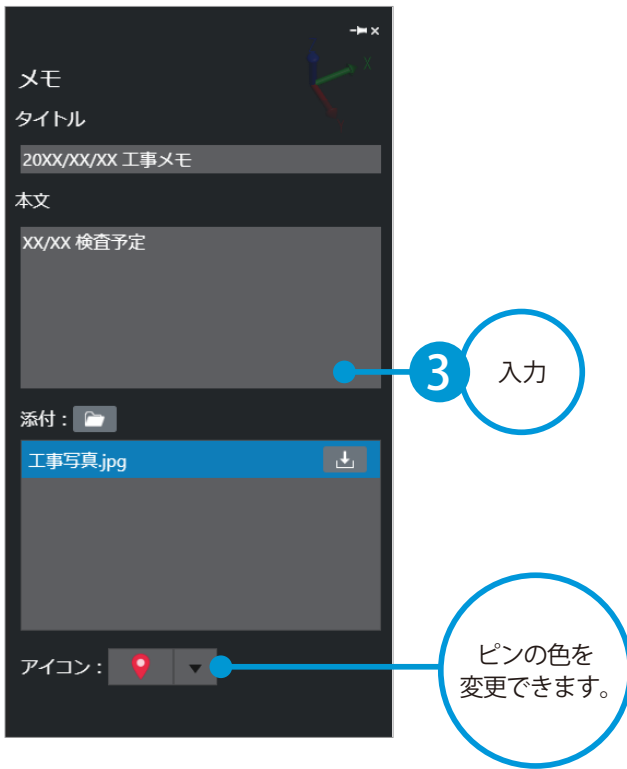 メモ
X
タイトル
20XX/XX/XX 工事メモ
本文
XX/XX 検査予定
3
入力
添付：
工事写真.jpg
アイコン：
ピンの色を
変更できます。